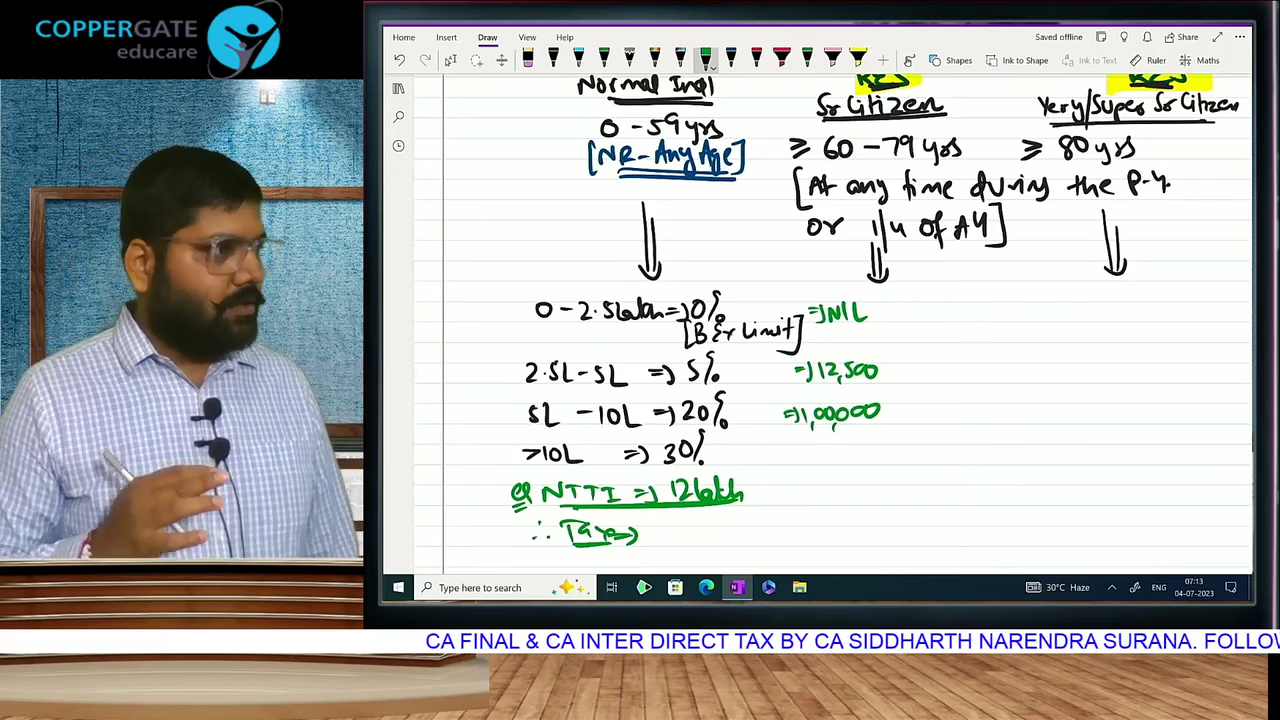 COPPERGATE
educare
Home Insert Draw View Help
Saved offline
Share
Shapes
Ink to Shape
Ink to Text
Ruler
Maths
Normal Indl
RES
RES
Sr Citizen
Very/Super Sr Citizen
0 - 59 yrs
[NR - Any Age]
≥ 60 - 79 yrs
≥ 80 yrs
[At any time during the P.Y.
or 1/4 of AY]
0 - 2.5 Lakh => 0% => NIL
[B Ex Limit]
2.5L - 5L => 5% => 12,500
5L - 10L => 20% => 1,00,000
>10L => 30%
eg NTTI => 12 Lakh
∴ Tax =>
Type here to search
30°C Haze
ENG
07:13
04-07-2023
CA FINAL & CA INTER DIRECT TAX BY CA SIDDHARTH NARENDRA SURANA. FOLLOW